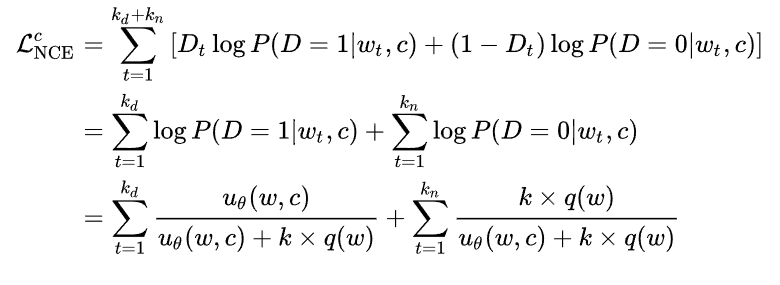 \mathcal{L}_{\mathrm{NCE}}^{c} = \sum_{t=1}^{k_d+k_n} [D_t \log P(D=1|w_t, c) + (1-D_t) \log P(D=0|w_t, c)]
= \sum_{t=1}^{k_d} \log P(D=1|w_t, c) + \sum_{t=1}^{k_n} \log P(D=0|w_t, c)
= \sum_{t=1}^{k_d} \frac{u_\theta(w, c)}{u_\theta(w, c) + k \times q(w)} + \sum_{t=1}^{k_n} \frac{k \times q(w)}{u_\theta(w, c) + k \times q(w)}